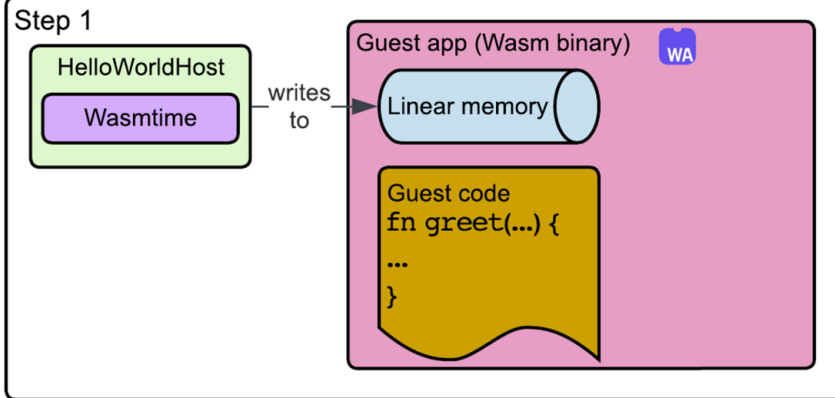 Step 1
HelloWorldHost
Wasmtime
writes
to
Guest app (Wasm binary)
WA
Linear memory
Guest code
fn greet(...) {
...
}